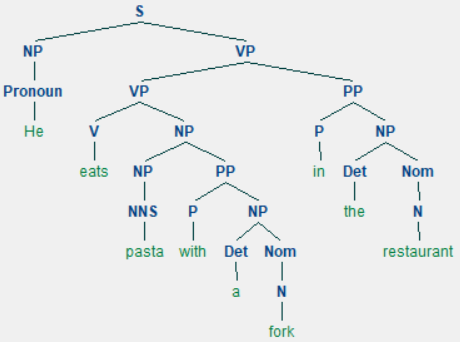 S
NP VP
Pronoun VP PP
He V NP P NP
eats NP PP in Det Nom
NNS P NP the N
pasta with Det Nom restaurant
a N
fork